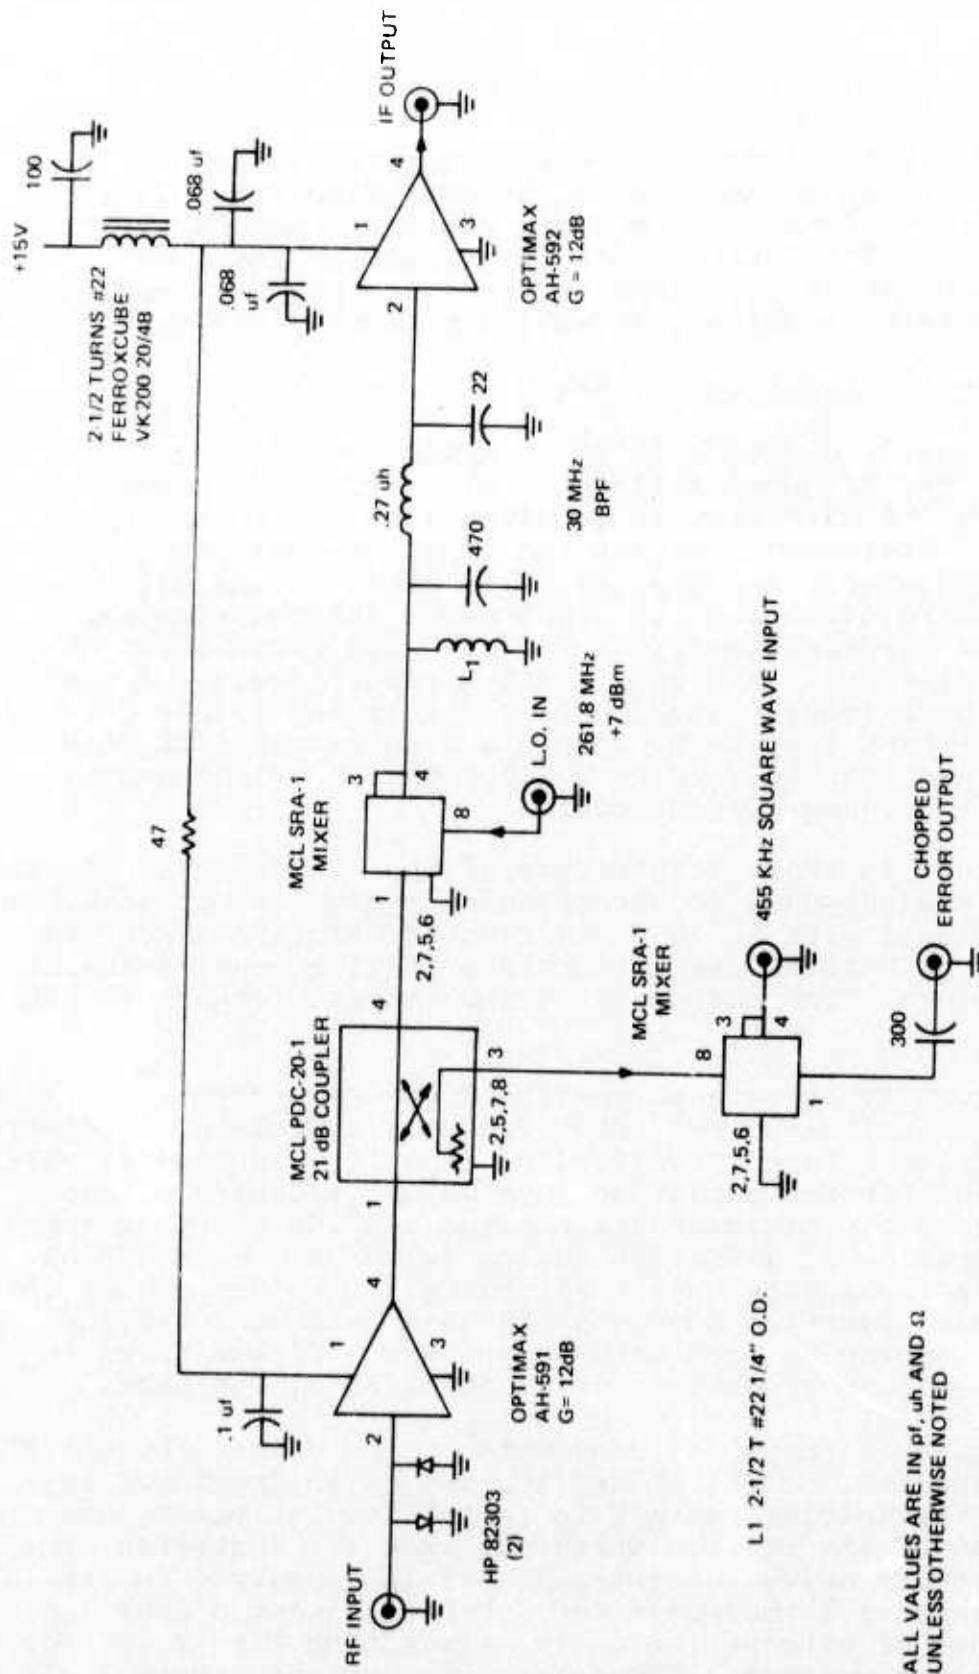 RF INPUT
HP 82303
(2)
.1 uf
2
1
3
4
OPTIMAX
AH-591
G= 12dB
47
MCL PDC-20-1
21 dB COUPLER
1
4
3
2,5,7,8
MCL SRA-1
MIXER
1
3
4
8
2,7,5,6
L.O. IN
261.8 MHz
+7 dBm
L1
470
.27 uh
22
30 MHz
BPF
+15V
100
2-1/2 TURNS #22
FERROXCUBE
VK200 20/4B
.068 uf
.068
uf
1
2
3
4
OPTIMAX
AH-592
G = 12dB
IF OUTPUT
MCL SRA-1
MIXER
8
3
4
1
2,7,5,6
455 KHz SQUARE WAVE INPUT
300
CHOPPED
ERROR OUTPUT
L1 2-1/2 T #22 1/4" O.D.
ALL VALUES ARE IN pf, uh AND Ω
UNLESS OTHERWISE NOTED